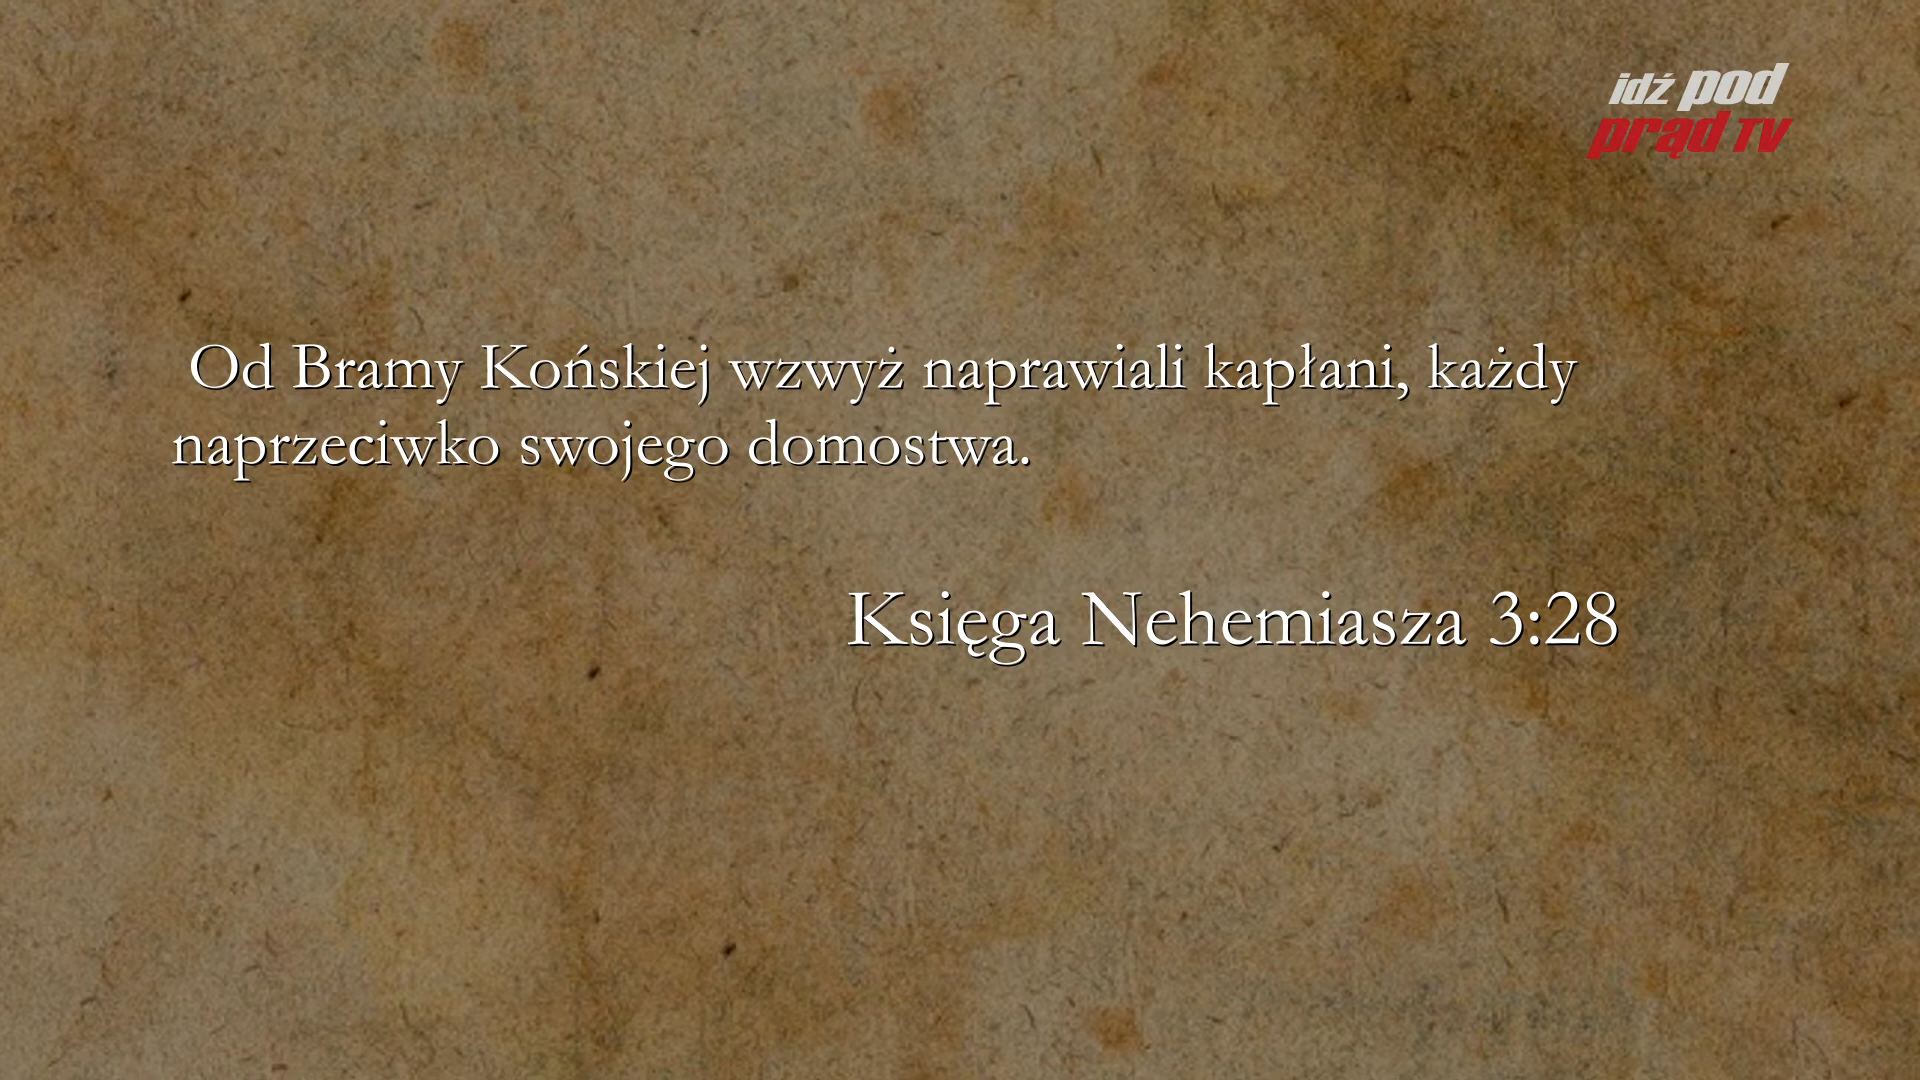 idź pod
prąd TV
Od Bramy Końskiej wzwyż naprawiali kapłani, każdy
naprzeciwko swojego domostwa.
Księga Nehemiasza 3:28